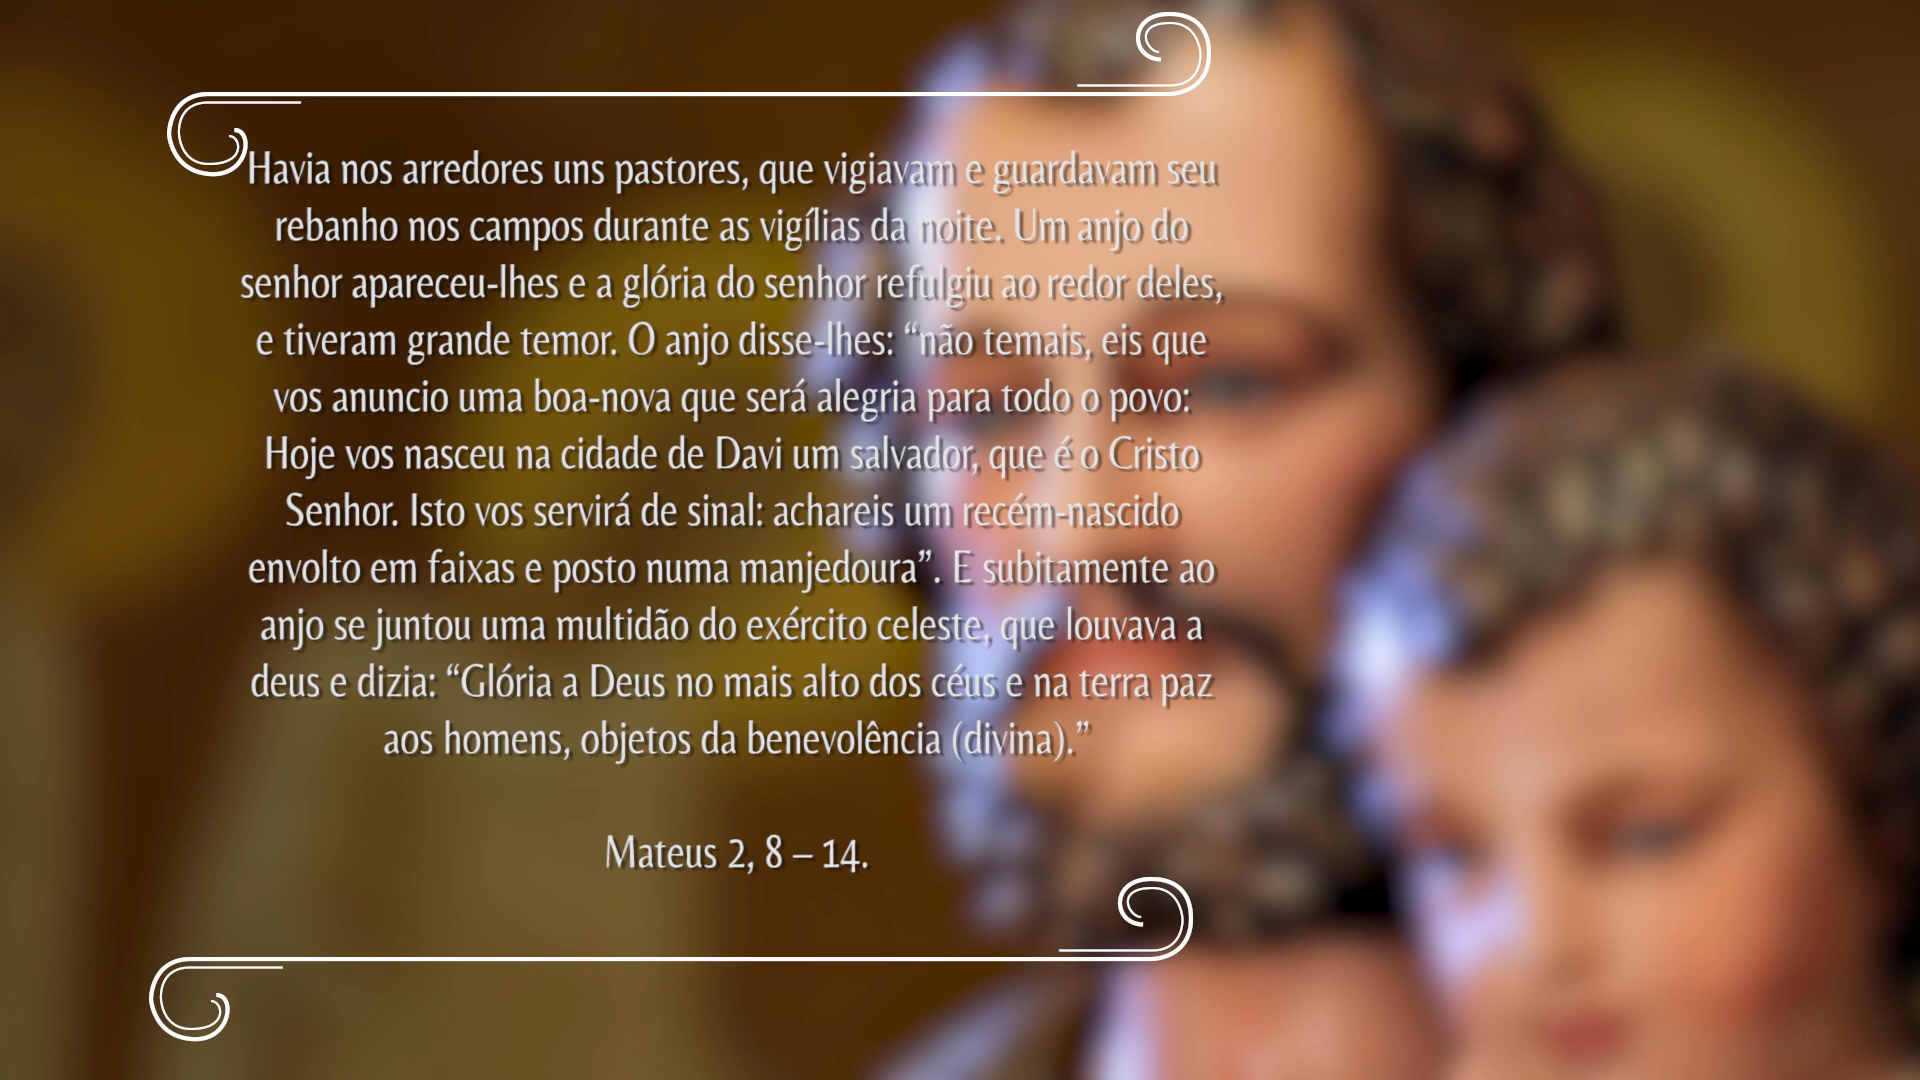 Havia nos arredores uns pastores, que vigiavam e guardavam seu
rebanho nos campos durante as vigílias da noite. Um anjo do
senhor apareceu-lhes e a glória do senhor refulgiu ao redor deles,
e tiveram grande temor. O anjo disse-lhes: “não temais, eis que
vos anuncio uma boa-nova que será alegria para todo o povo:
Hoje vos nasceu na cidade de Davi um salvador, que é o Cristo
Senhor. Isto vos servirá de sinal: achareis um recém-nascido
envolto em faixas e posto numa manjedoura”. E subitamente ao
anjo se juntou uma multidão do exército celeste, que louvava a
deus e dizia: “Glória a Deus no mais alto dos céus e na terra paz
aos homens, objetos da benevolência (divina).”
Mateus 2, 8 – 14.